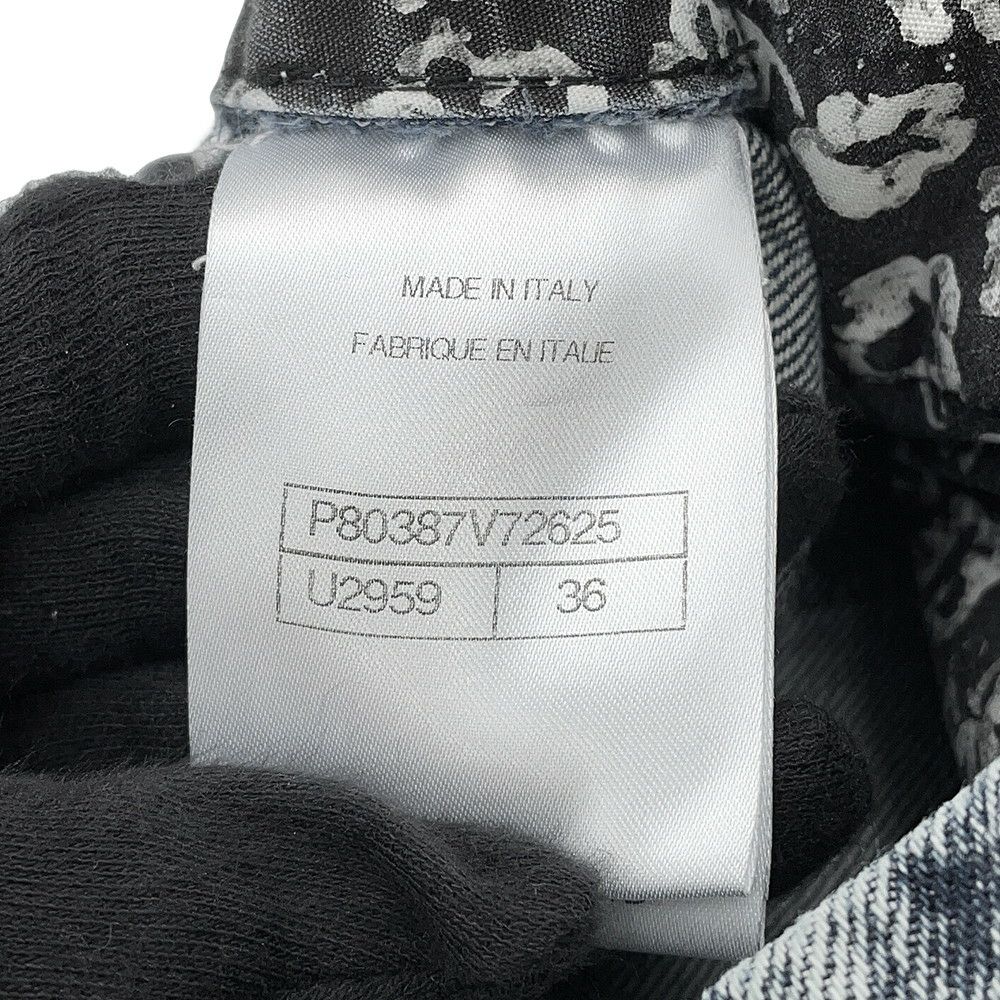 MADE IN ITALY
FABRIQUE EN ITALIE
P80387V72625
U2959 36